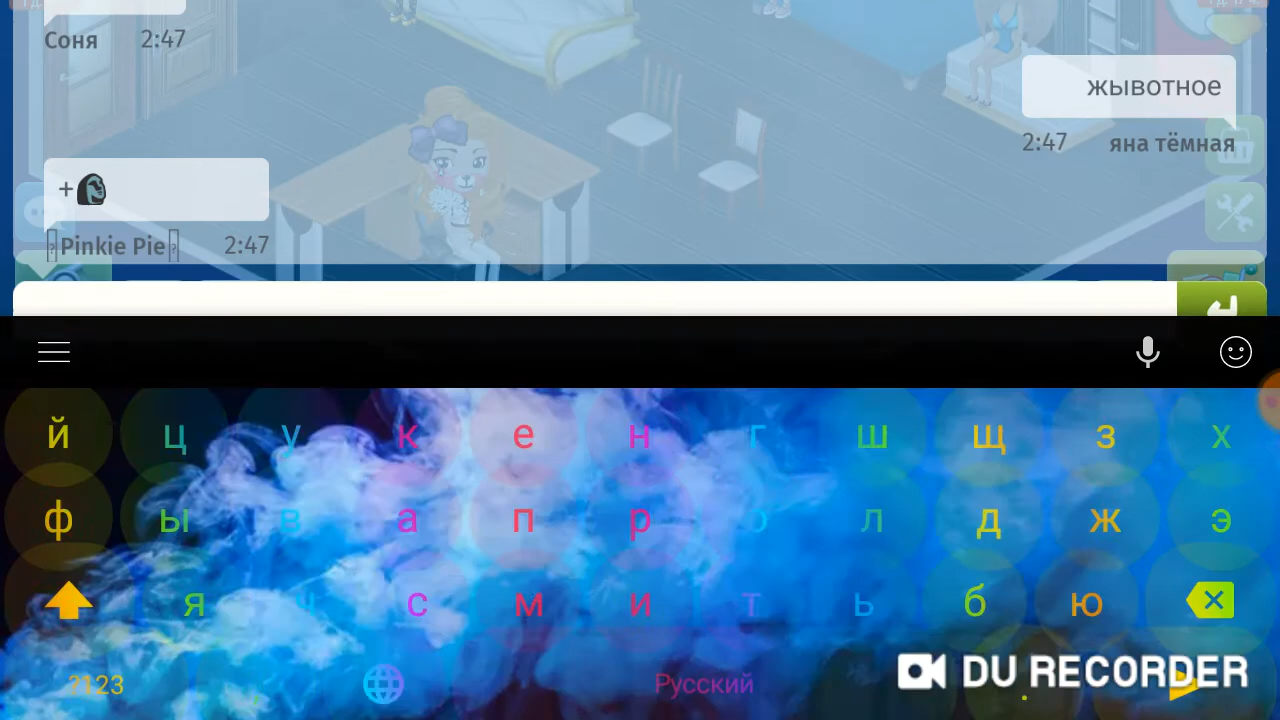 Соня 2:47
жывотное
2:47 яна тёмная
+
Pinkie Pie 2:47
й ц у к е н г ш щ з х
ф ы в а п р о л д ж э
я ч с м и т ь б ю
?123 , Русский .
DU RECORDER